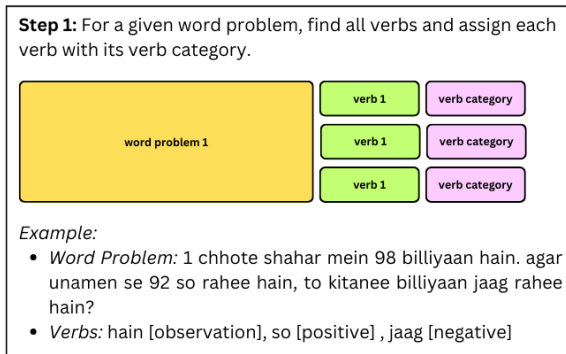 Step 1: For a given word problem, find all verbs and assign each
verb with its verb category.
word problem 1
verb 1
verb category
verb 1
verb category
verb 1
verb category
Example:
• Word Problem: 1 chhote shahar mein 98 billiyaan hain. agar
unamen se 92 so rahee hain, to kitanee billiyaan jaag rahee
hain?
• Verbs: hain [observation], so [positive] , jaag [negative]